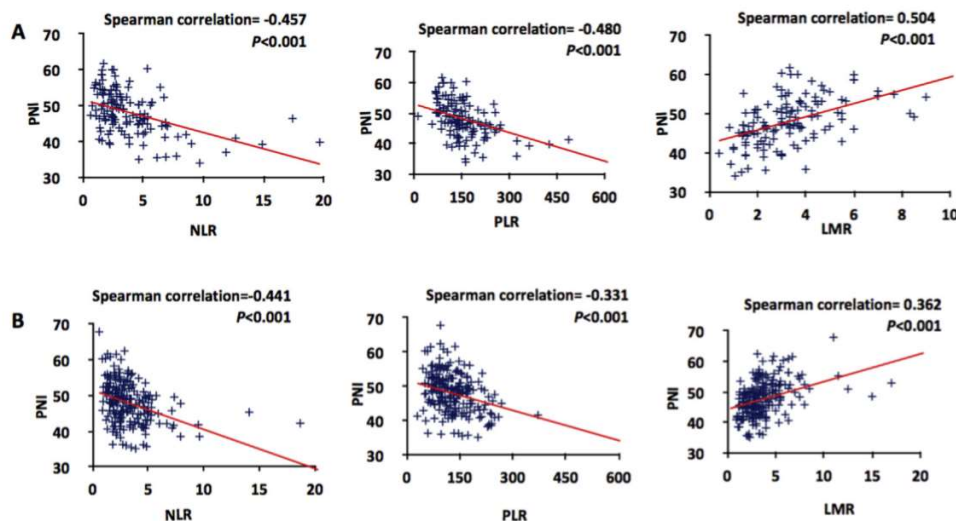 A
Spearman correlation= -0.457
P<0.001
PNI
70
60
50
40
30
0 5 10 15 20
NLR
Spearman correlation= -0.480
P<0.001
PNI
70
60
50
40
30
0 150 300 450 600
PLR
Spearman correlation= 0.504
P<0.001
PNI
70
60
50
40
30
0 2 4 6 8 10
LMR
B
Spearman correlation=-0.441
P<0.001
PNI
70
60
50
40
30
0 5 10 15 20
NLR
Spearman correlation= -0.331
P<0.001
PNI
70
60
50
40
30
0 150 300 450 600
PLR
Spearman correlation= 0.362
P<0.001
PNI
70
60
50
40
30
0 5 10 15 20
LMR